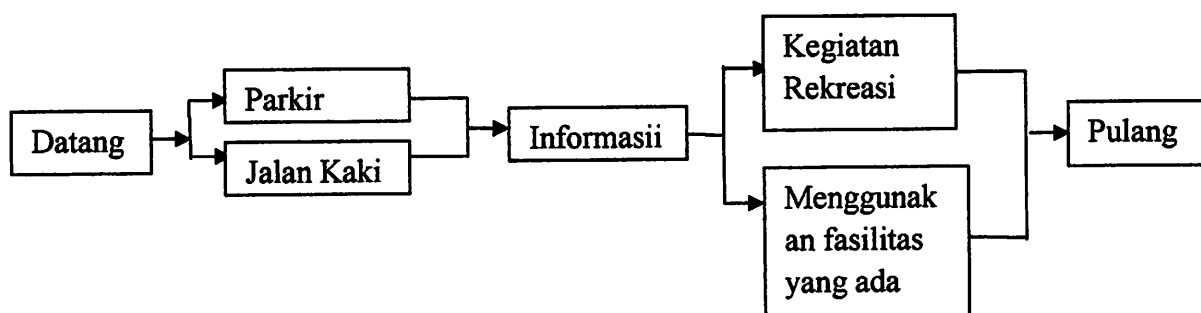 Datang
Parkir
Jalan Kaki
Informasii
Kegiatan
Rekreasi
Menggunak
an fasilitas
yang ada
Pulang